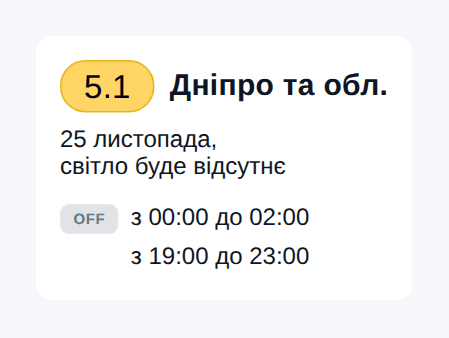 5.1 Дніпро та обл.
25 листопада,
світло буде відсутнє
OFF з 00:00 до 02:00
з 19:00 до 23:00